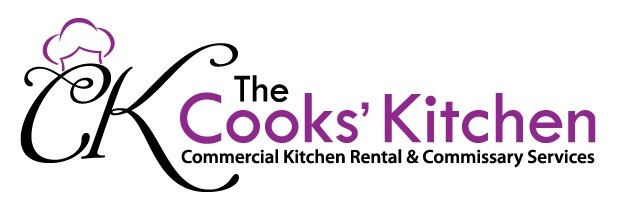 CK
The
Cooks' Kitchen
Commercial Kitchen Rental & Commissary Services